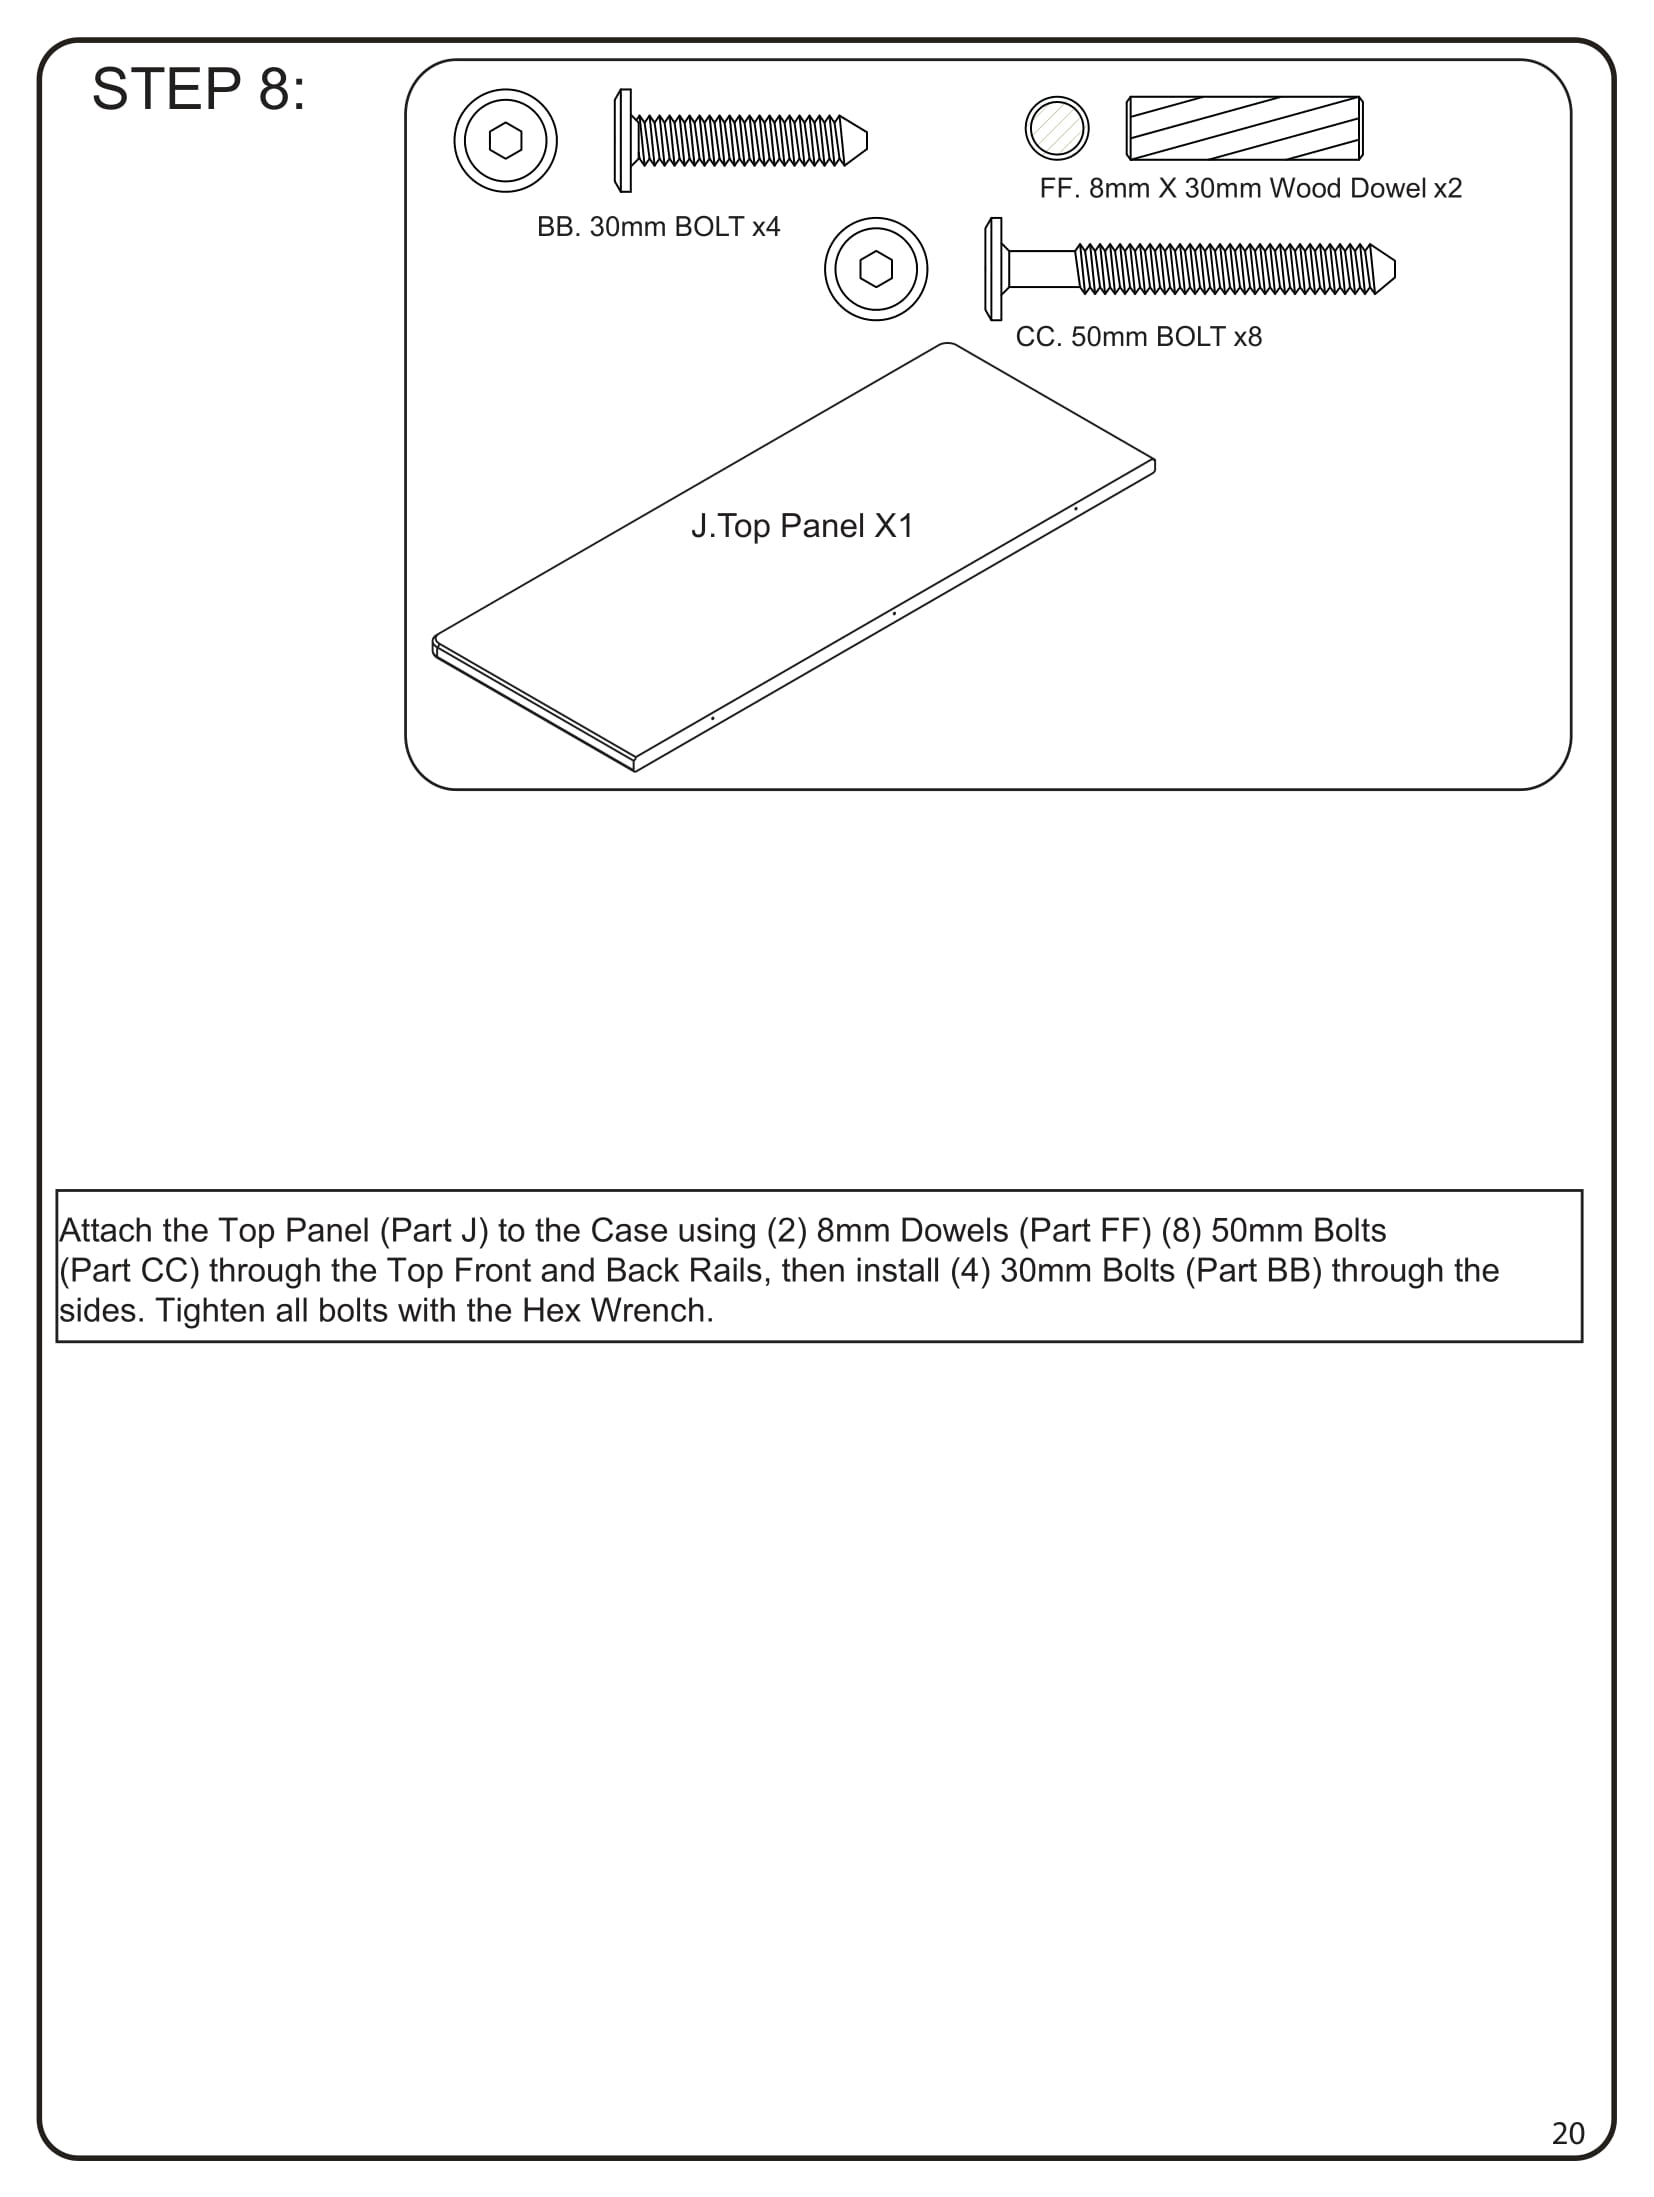 STEP 8:
BB. 30mm BOLT x4
FF. 8mm X 30mm Wood Dowel x2
CC. 50mm BOLT x8
J.Top Panel X1
Attach the Top Panel (Part J) to the Case using (2) 8mm Dowels (Part FF) (8) 50mm Bolts
(Part CC) through the Top Front and Back Rails, then install (4) 30mm Bolts (Part BB) through the
sides. Tighten all bolts with the Hex Wrench.
20